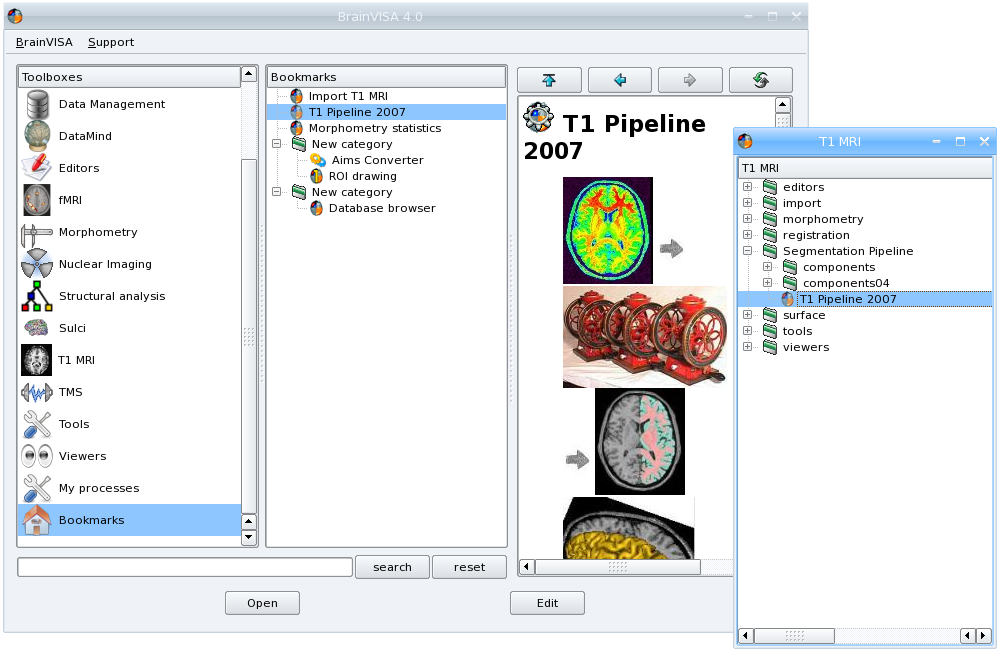 BrainVISA 4.0
BrainVISA Support
Toolboxes
Data Management
DataMind
Editors
fMRI
Morphometry
Nuclear Imaging
Structural analysis
Sulci
T1 MRI
TMS
Tools
Viewers
My processes
Bookmarks
Bookmarks
Import T1 MRI
T1 Pipeline 2007
Morphometry statistics
New category
Aims Converter
ROI drawing
New category
Database browser
search reset
Open Edit
T1 Pipeline
2007
T1 MRI
T1 MRI
editors
import
morphometry
registration
Segmentation Pipeline
components
components04
T1 Pipeline 2007
surface
tools
viewers